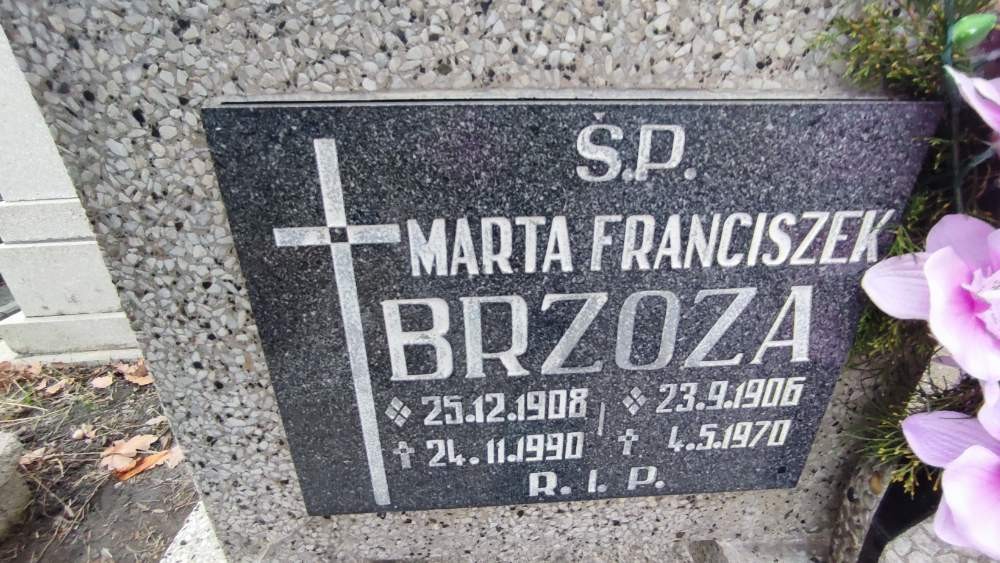 Ś.P.
MARTA FRANCISZEK
BRZOZA
25.12.1908 | 23.9.1906
24.11.1990 4.5.1970
R. I. P.